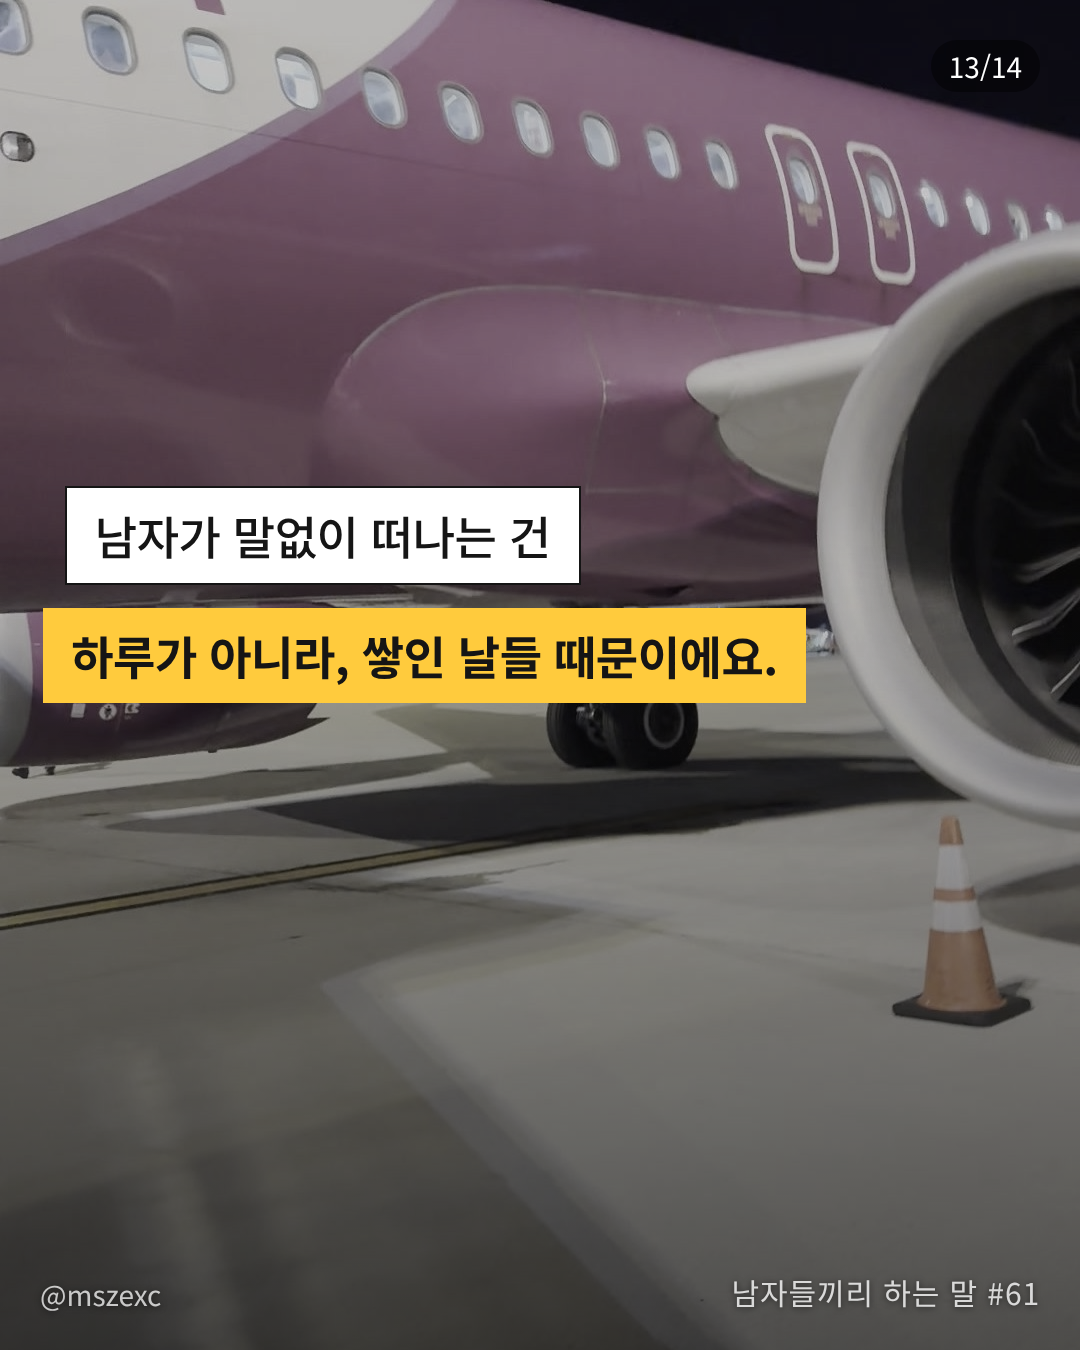 13/14
남자가 말없이 떠나는 건
하루가 아니라, 쌓인 날들 때문이에요.
@mszexc
남자들끼리 하는 말 #61